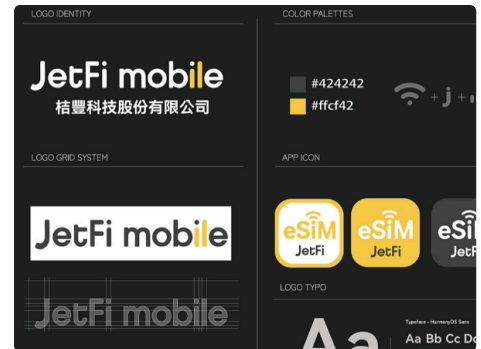 LOGO IDENTITY
JetFi mobile
桔豐科技股份有限公司
LOGO GRID SYSTEM
JetFi mobile
JetFi mobile
COLOR PALETTES
#424242
#ffcf42
+ j +
APP ICON
eSiM
JetFi
eSiM
JetFi
LOGO TYPO
Aa
Typeface - HarmonyOS Sans
Aa Bb Cc